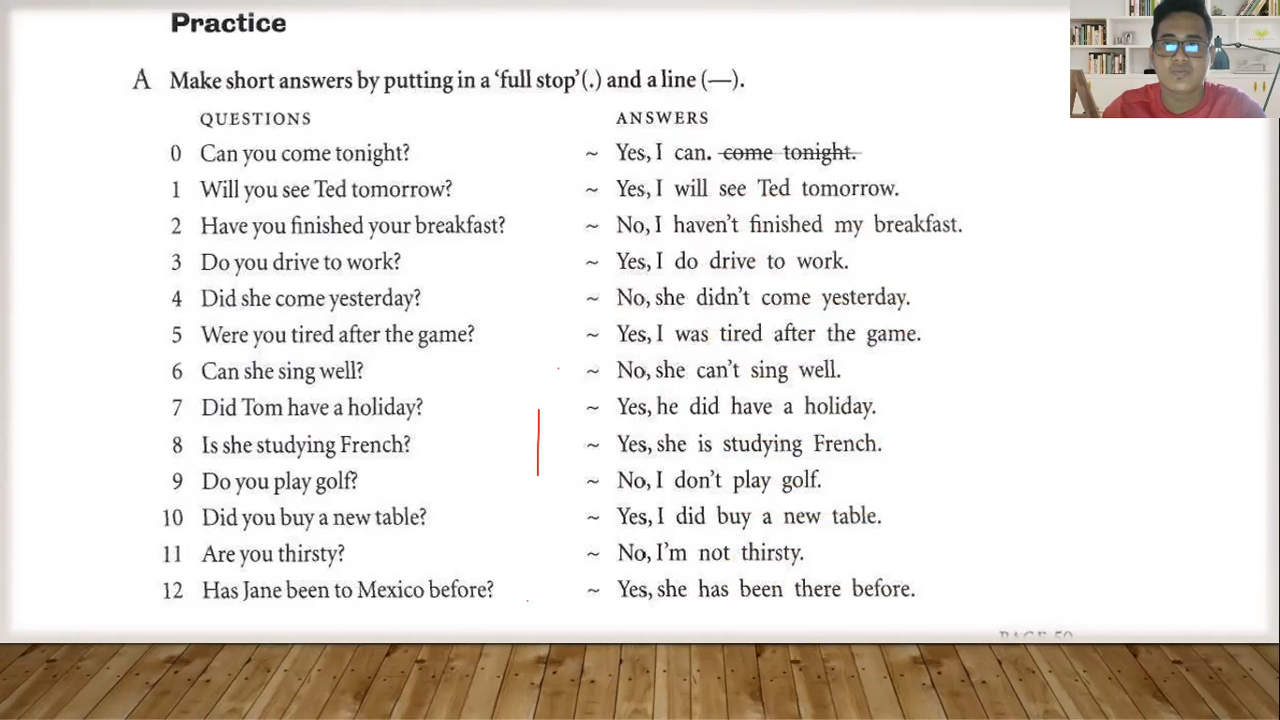 Practice
A Make short answers by putting in a ‘full stop’(.) and a line (—).
QUESTIONS ANSWERS
0 Can you come tonight? ~ Yes, I can. come tonight.
1 Will you see Ted tomorrow? ~ Yes, I will see Ted tomorrow.
2 Have you finished your breakfast? ~ No, I haven’t finished my breakfast.
3 Do you drive to work? ~ Yes, I do drive to work.
4 Did she come yesterday? ~ No, she didn’t come yesterday.
5 Were you tired after the game? ~ Yes, I was tired after the game.
6 Can she sing well? ~ No, she can’t sing well.
7 Did Tom have a holiday? ~ Yes, he did have a holiday.
8 Is she studying French? ~ Yes, she is studying French.
9 Do you play golf? ~ No, I don’t play golf.
10 Did you buy a new table? ~ Yes, I did buy a new table.
11 Are you thirsty? ~ No, I’m not thirsty.
12 Has Jane been to Mexico before? ~ Yes, she has been there before.